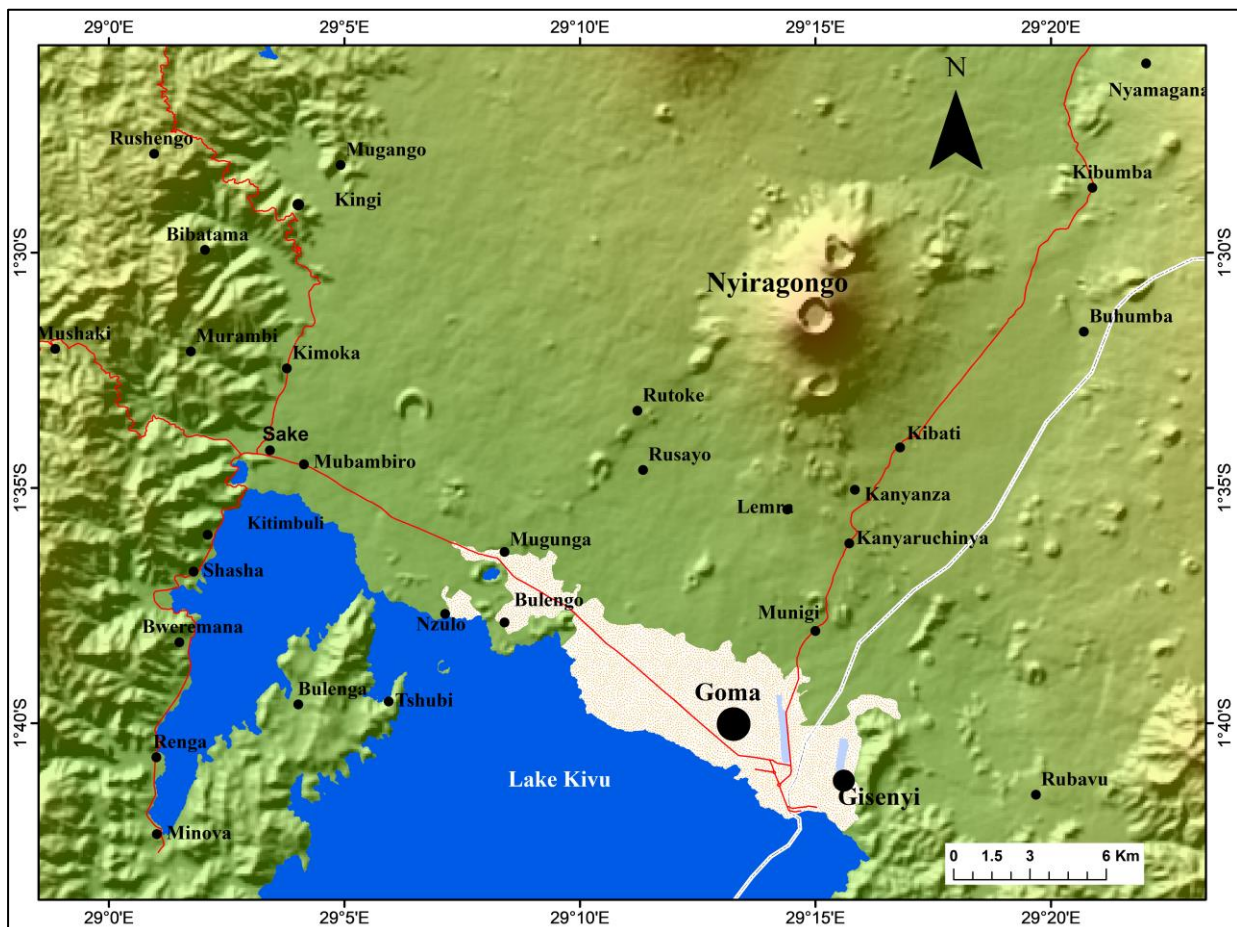 29°0'E 29°5'E 29°10'E 29°15'E 29°20'E
N
Nyamagana
Rushengo
Mugango
Kibumba
Kingi
Bibatama
1°30'S
1°30'S
Nyiragongo
Buhumba
Mushaki
Murambi
Kimoka
Rutoke
Sake
Kibati
Mubambiro
Rusayo
1°35'S
1°35'S
Kanyanza
Lemra
Kitimbuli
Kanyaruchinya
Mugunga
Shasha
Bulengo
Munigi
Nzulo
Bweremana
Bulenga
Tshubi
Goma
1°40'S
1°40'S
Renga
Lake Kivu
Rubavu
Gisenyi
Minova
0 1.5 3 6 Km
29°0'E 29°5'E 29°10'E 29°15'E 29°20'E